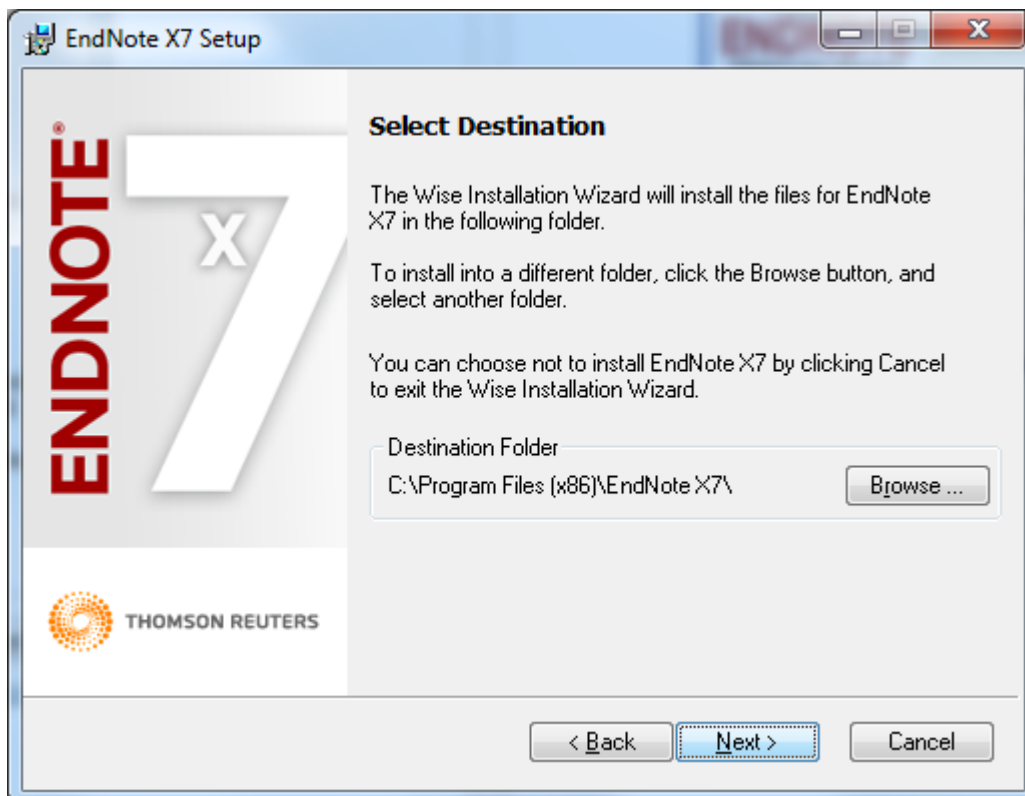 EndNote X7 Setup
ENDNOTE®
X7
THOMSON REUTERS
Select Destination
The Wise Installation Wizard will install the files for EndNote
X7 in the following folder.
To install into a different folder, click the Browse button, and
select another folder.
You can choose not to install EndNote X7 by clicking Cancel
to exit the Wise Installation Wizard.
Destination Folder
C:\Program Files (x86)\EndNote X7\
Browse ...
< Back
Next >
Cancel